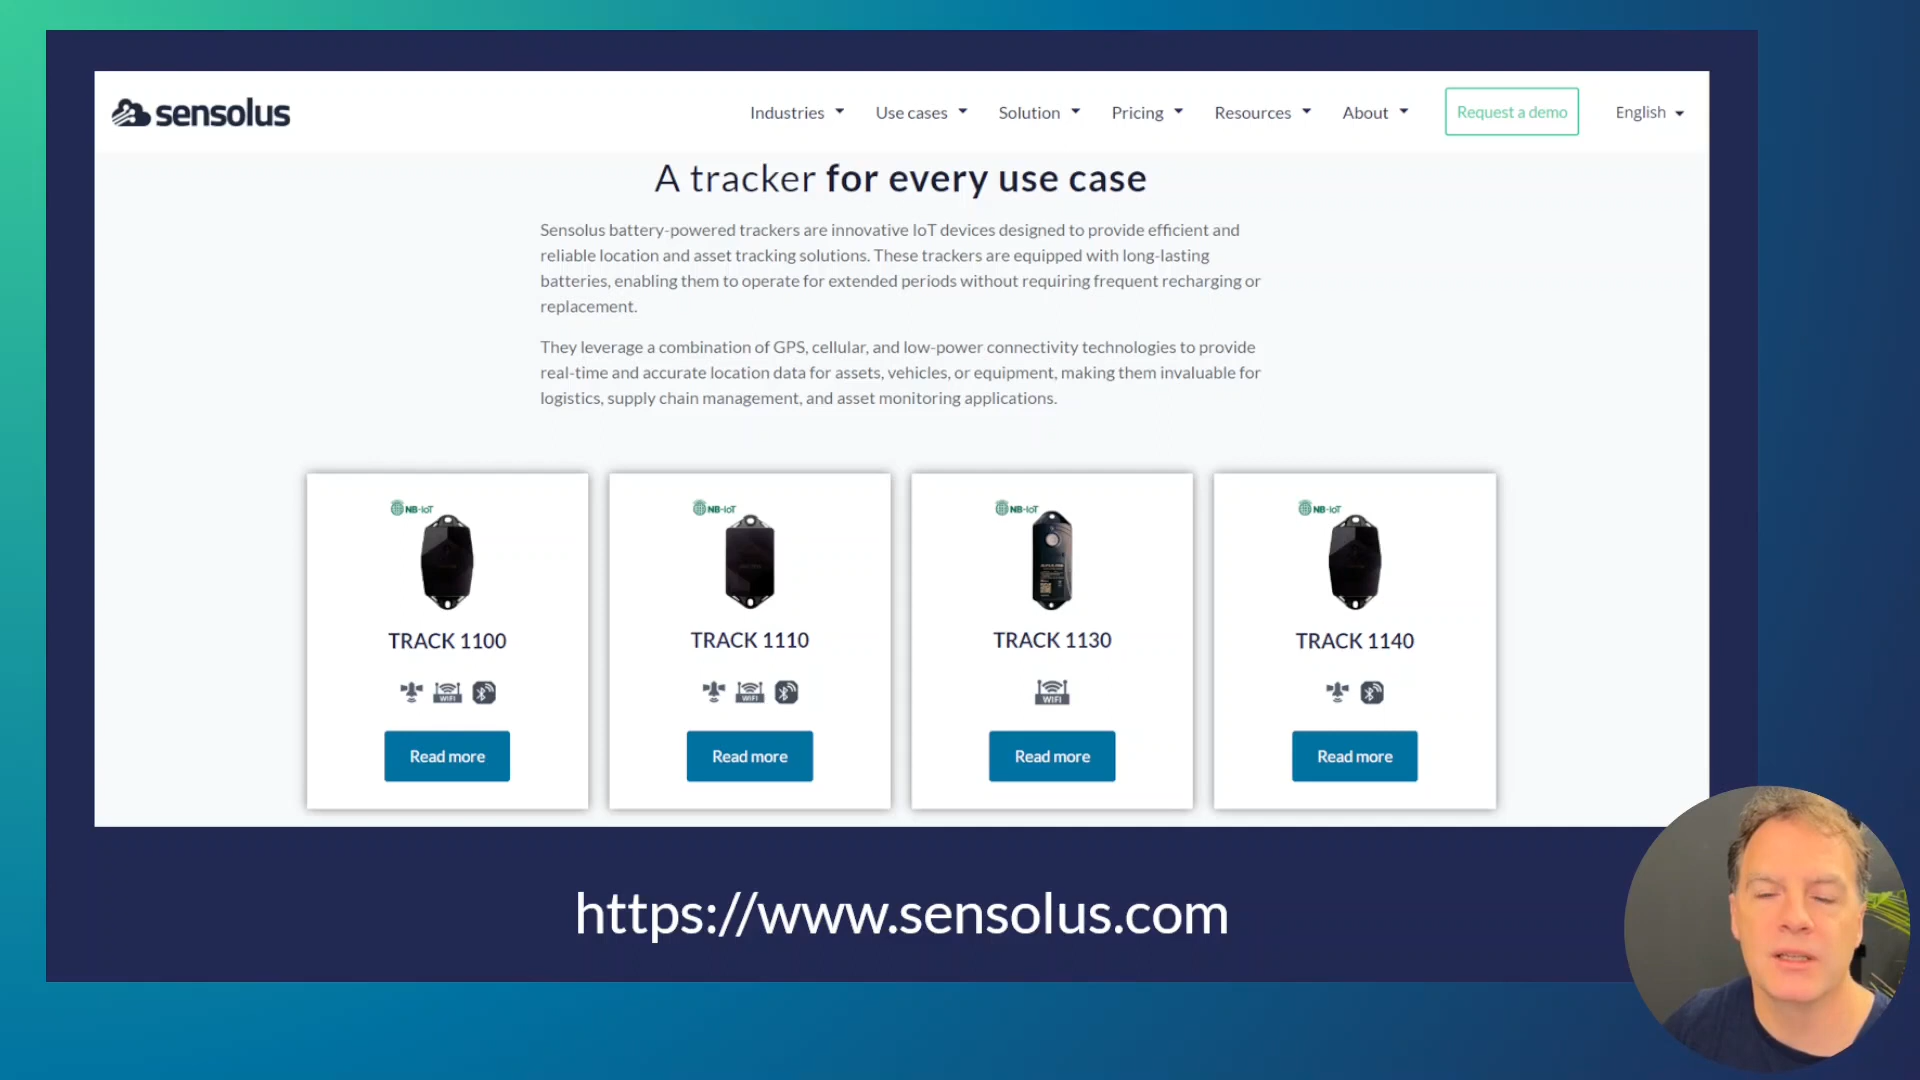 sensolus
Industries
Use cases
Solution
Pricing
Resources
About
Request a demo
English
A tracker for every use case
Sensolus battery-powered trackers are innovative IoT devices designed to provide efficient and
reliable location and asset tracking solutions. These trackers are equipped with long-lasting
batteries, enabling them to operate for extended periods without requiring frequent recharging or
replacement.
They leverage a combination of GPS, cellular, and low-power connectivity technologies to provide
real-time and accurate location data for assets, vehicles, or equipment, making them invaluable for
logistics, supply chain management, and asset monitoring applications.
NB-IoT
TRACK 1100
WIFI
Read more
NB-IoT
TRACK 1110
WIFI
Read more
NB-IoT
TRACK 1130
WIFI
Read more
NB-IoT
TRACK 1140
Read more
https://www.sensolus.com